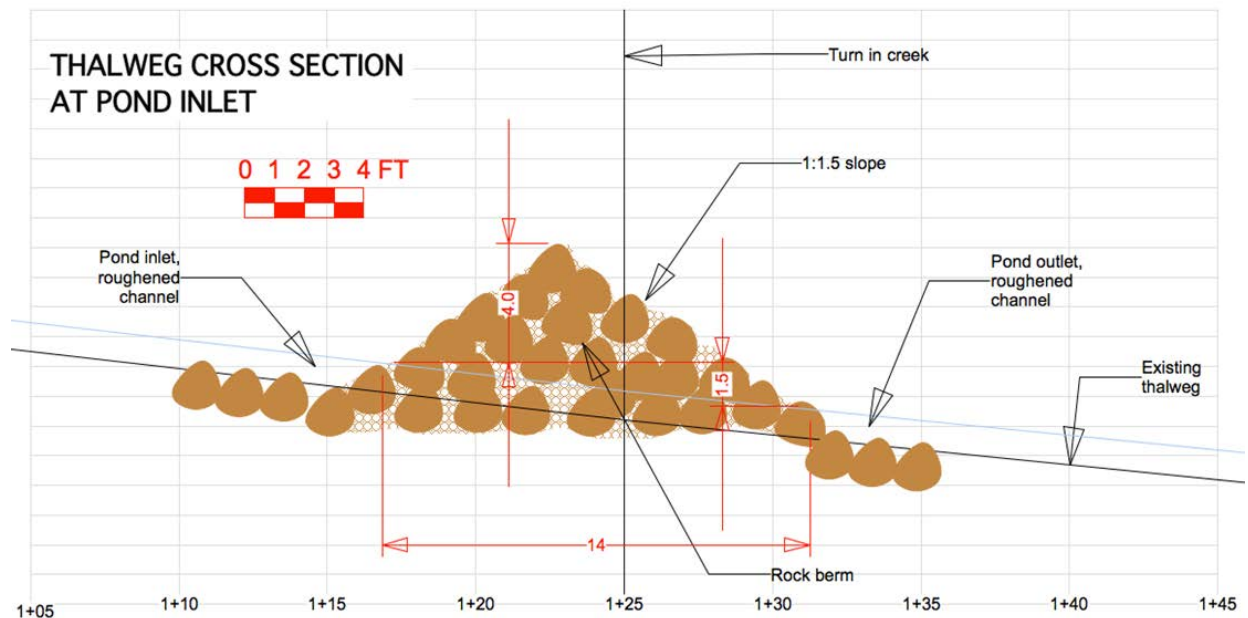 THALWEG CROSS SECTION
AT POND INLET
Turn in creek
0 1 2 3 4 FT
1:1.5 slope
Pond inlet,
roughened
channel
Pond outlet,
roughened
channel
4.0
1.5
Existing
thalweg
14
Rock berm
1+05 1+10 1+15 1+20 1+25 1+30 1+35 1+40 1+45